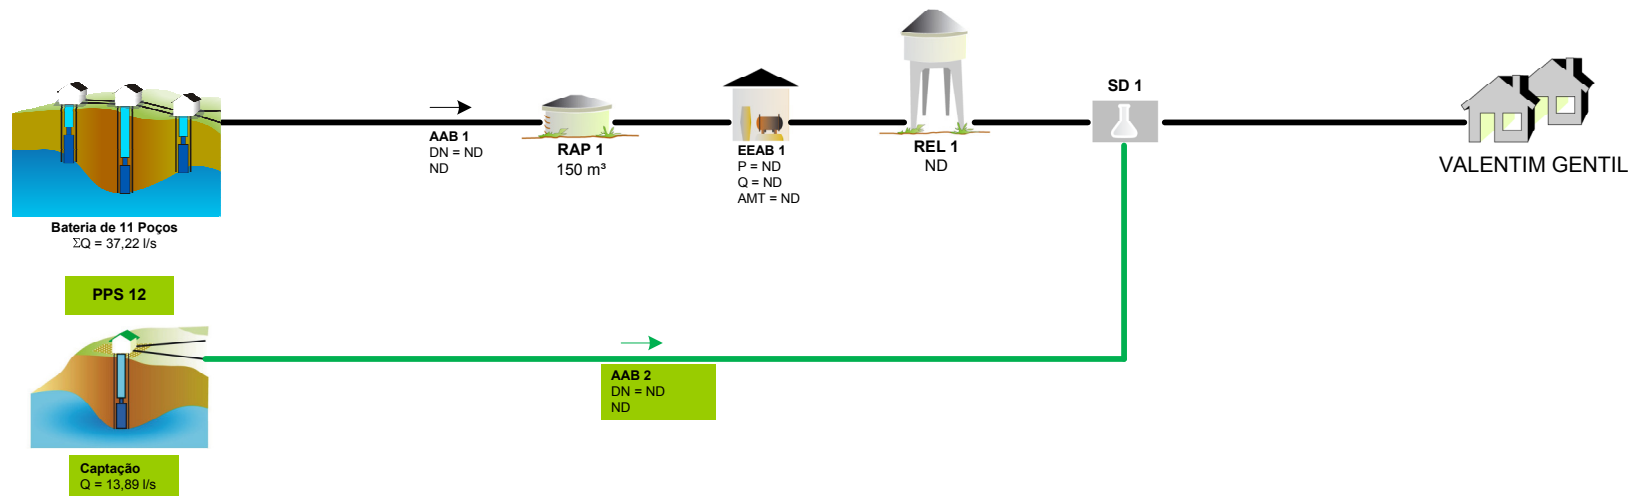 SD 1
AAB 1
DN = ND
ND
RAP 1
150 m³
EEAB 1
P = ND
Q = ND
AMT = ND
REL 1
ND
VALENTIM GENTIL
Bateria de 11 Poços
ΣQ = 37,22 l/s
PPS 12
AAB 2
DN = ND
ND
Captação
Q = 13,89 l/s